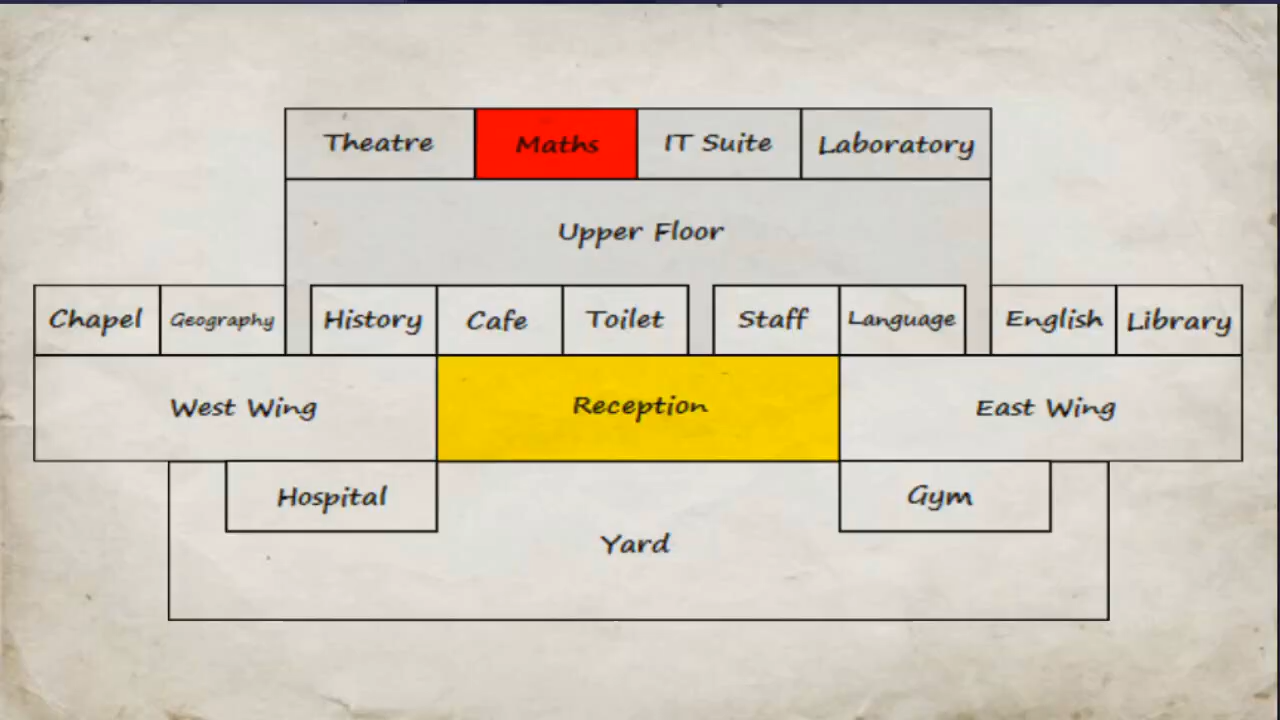 Theatre
Maths
IT Suite
Laboratory
Upper Floor
Chapel
Geography
History
Cafe
Toilet
Staff
Language
English
Library
West Wing
Reception
East Wing
Hospital
Gym
Yard